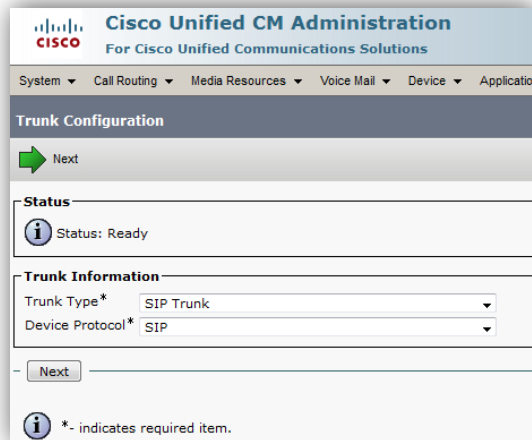 Cisco Unified CM Administration
CISCO
For Cisco Unified Communications Solutions
System Call Routing Media Resources Voice Mail Device Applicatio
Trunk Configuration
Next
Status
Status: Ready
Trunk Information
Trunk Type* SIP Trunk
Device Protocol* SIP
Next
*- indicates required item.